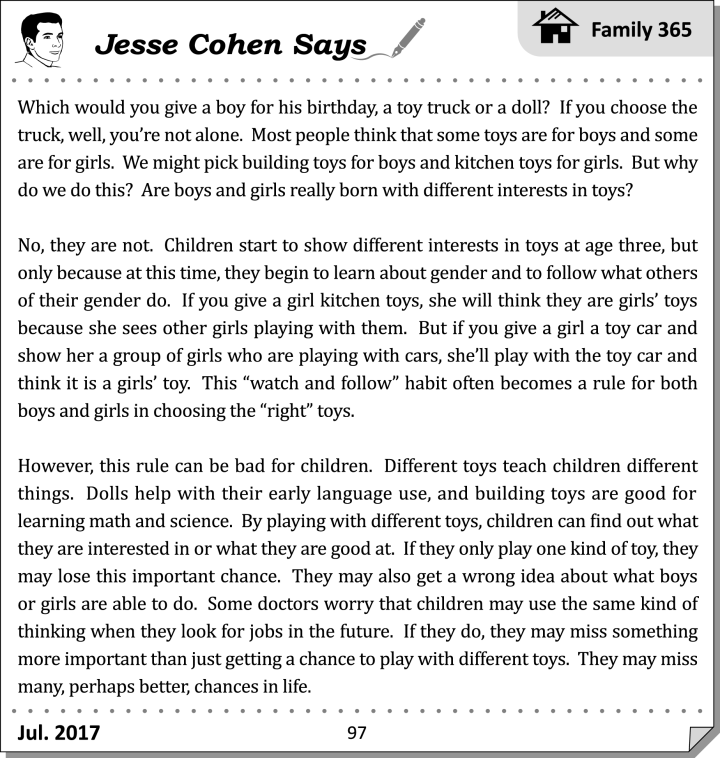 Jesse Cohen Says
Family 365
Which would you give a boy for his birthday, a toy truck or a doll?  If you choose the
truck, well, you’re not alone.  Most people think that some toys are for boys and some
are for girls.  We might pick building toys for boys and kitchen toys for girls.  But why
do we do this?  Are boys and girls really born with different interests in toys?
No, they are not.  Children start to show different interests in toys at age three, but
only because at this time, they begin to learn about gender and to follow what others
of their gender do.  If you give a girl kitchen toys, she will think they are girls’ toys
because she sees other girls playing with them.  But if you give a girl a toy car and
show her a group of girls who are playing with cars, she’ll play with the toy car and
think it is a girls’ toy.  This “watch and follow” habit often becomes a rule for both
boys and girls in choosing the “right” toys.
However, this rule can be bad for children.  Different toys teach children different
things.  Dolls help with their early language use, and building toys are good for
learning math and science.  By playing with different toys, children can find out what
they are interested in or what they are good at.  If they only play one kind of toy, they
may lose this important chance.  They may also get a wrong idea about what boys
or girls are able to do.  Some doctors worry that children may use the same kind of
thinking when they look for jobs in the future.  If they do, they may miss something
more important than just getting a chance to play with different toys.  They may miss
many, perhaps better, chances in life.
Jul. 2017
97